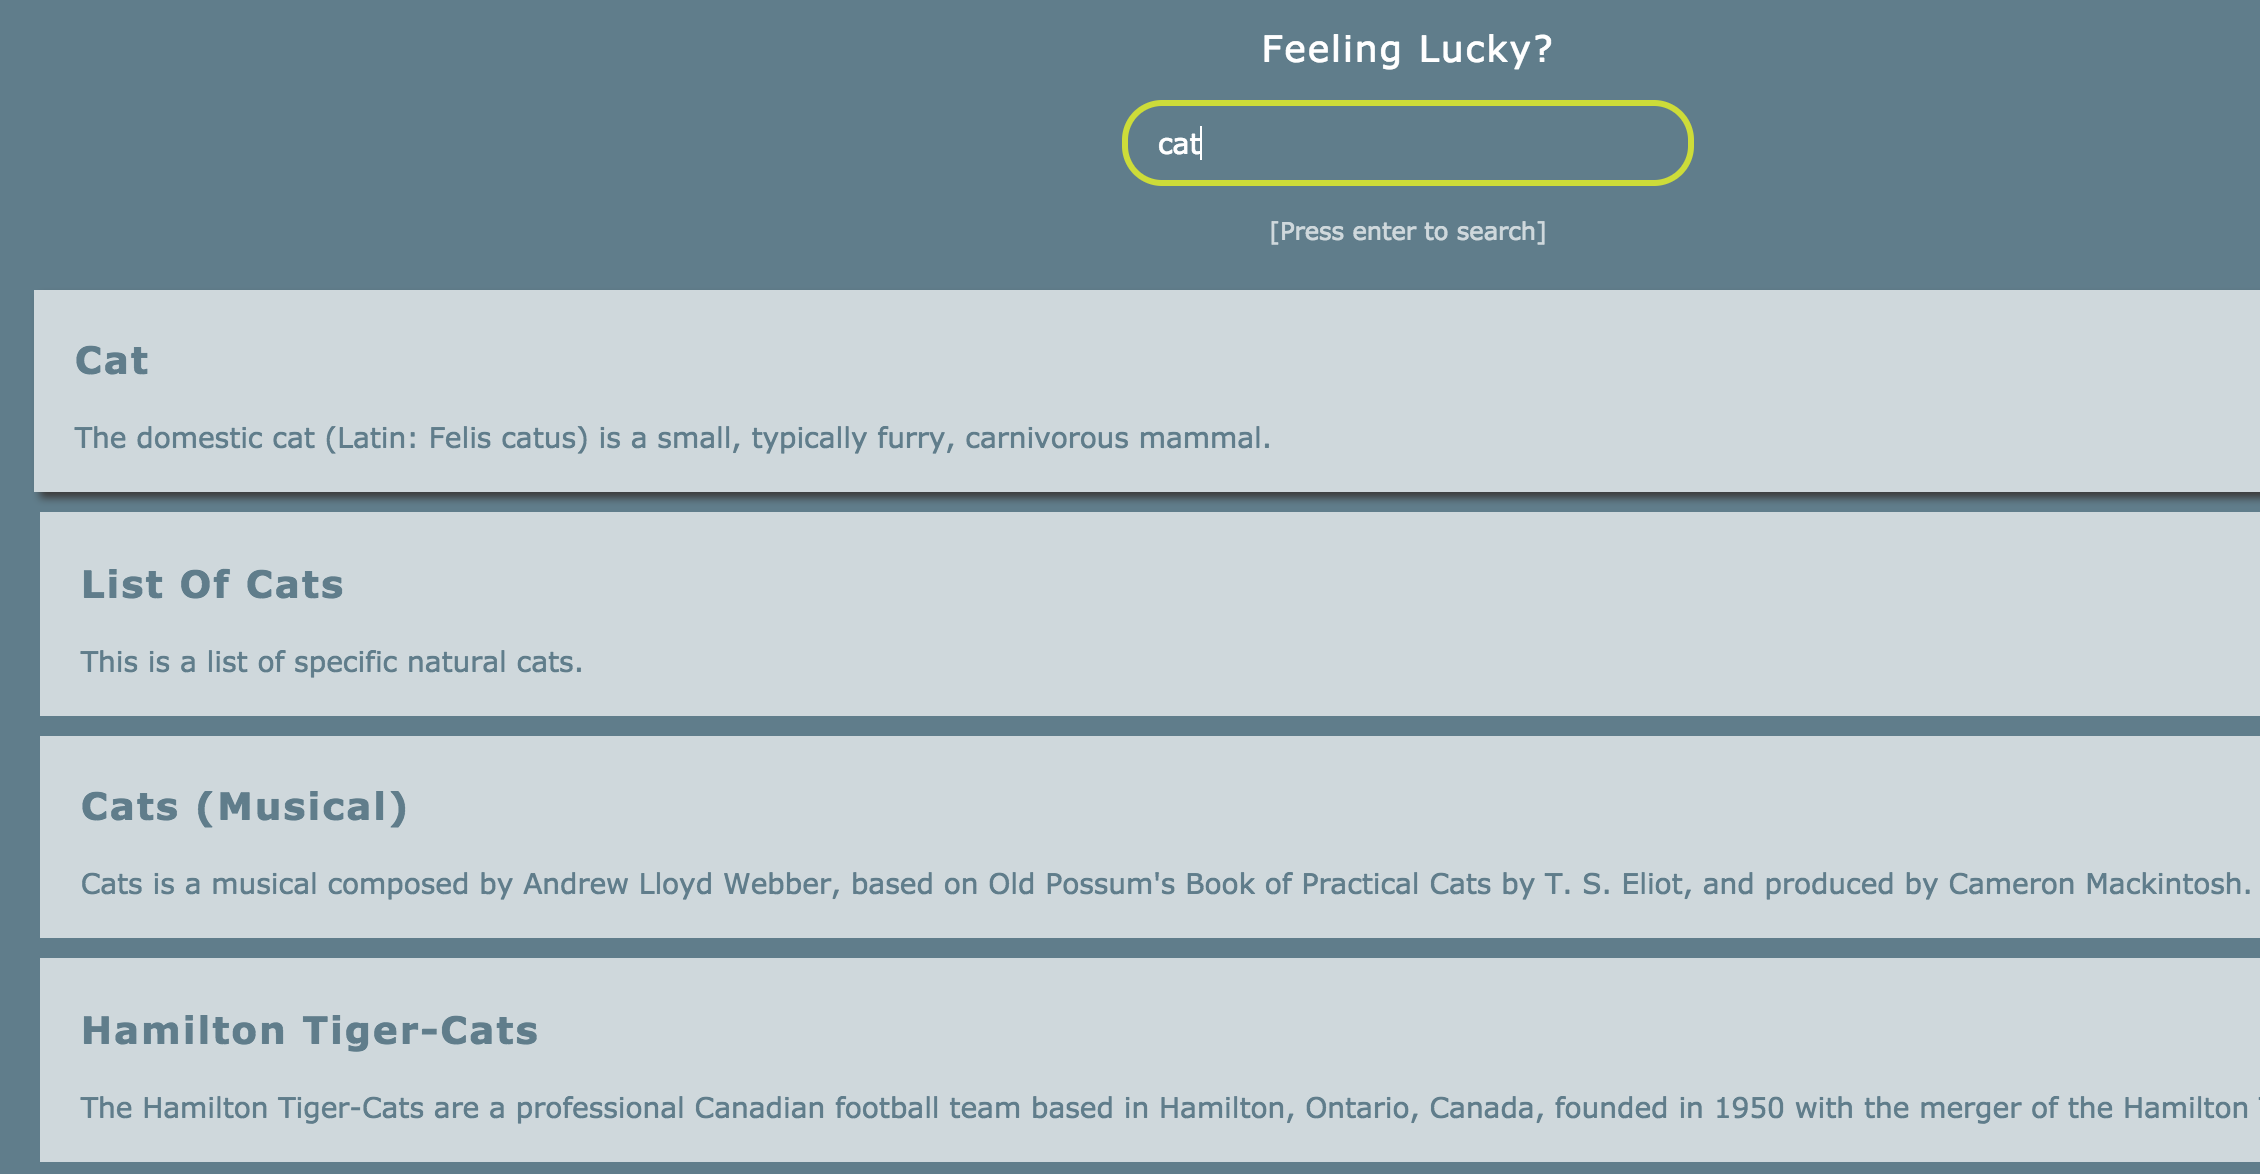 Feeling Lucky?
cat
[Press enter to search]
Cat
The domestic cat (Latin: Felis catus) is a small, typically furry, carnivorous mammal.
List Of Cats
This is a list of specific natural cats.
Cats (Musical)
Cats is a musical composed by Andrew Lloyd Webber, based on Old Possum's Book of Practical Cats by T. S. Eliot, and produced by Cameron Mackintosh.
Hamilton Tiger-Cats
The Hamilton Tiger-Cats are a professional Canadian football team based in Hamilton, Ontario, Canada, founded in 1950 with the merger of the Hamilton